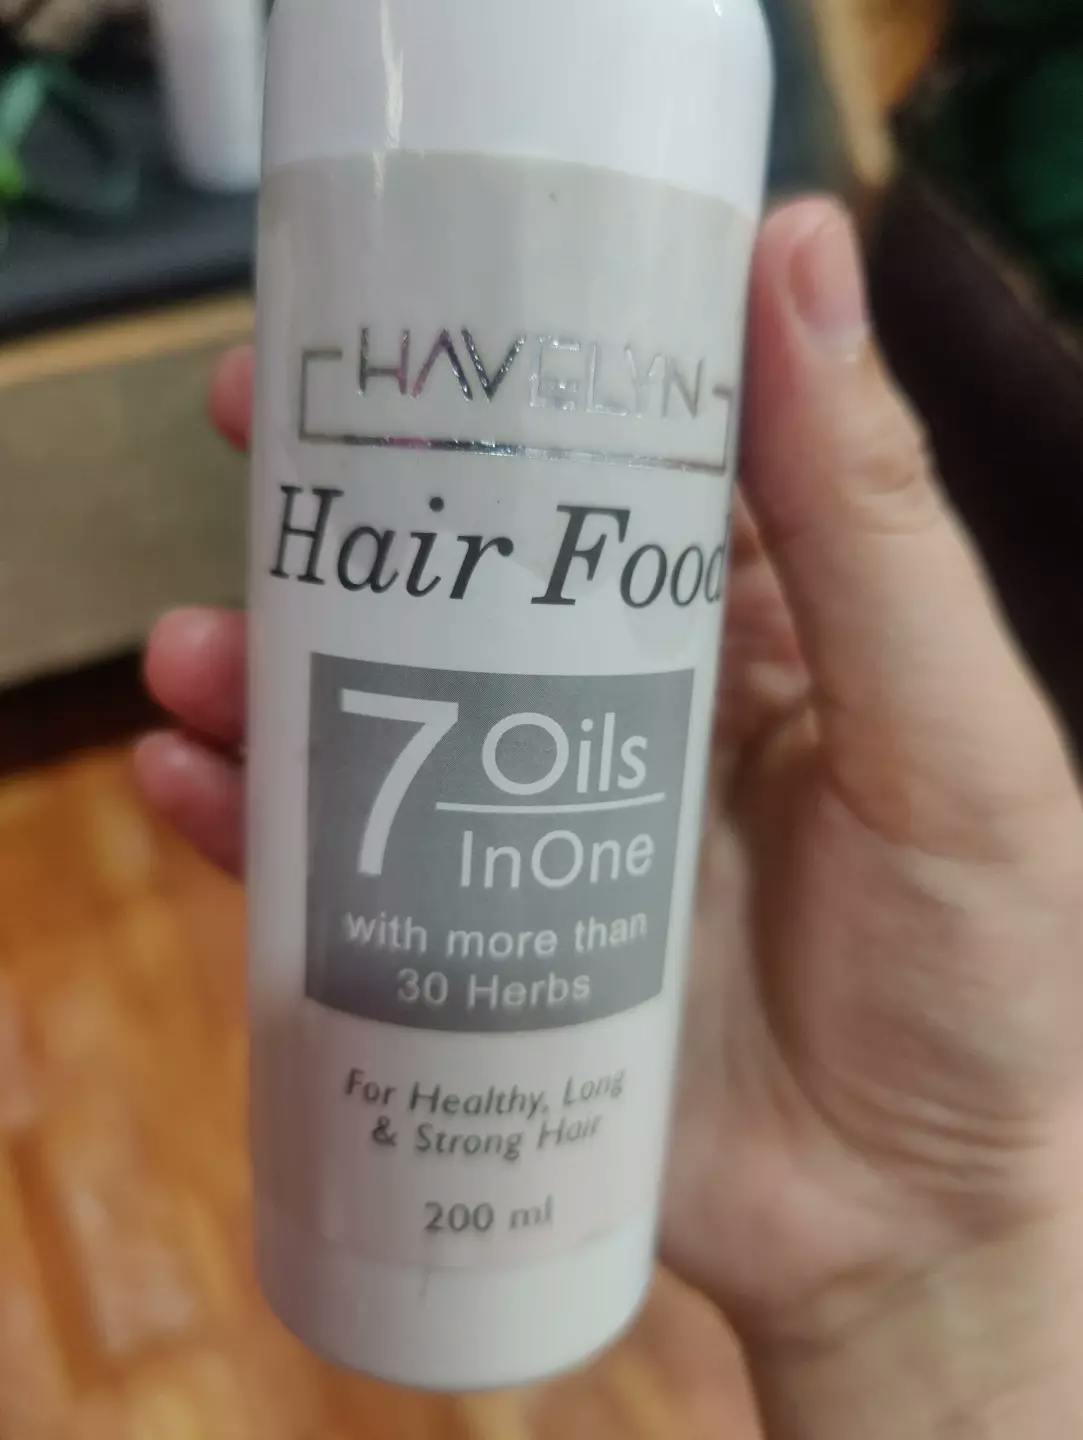 HAVELYN
Hair Food
7 Oils
InOne
with more than
30 Herbs
For Healthy, Long
& Strong Hair
200 ml